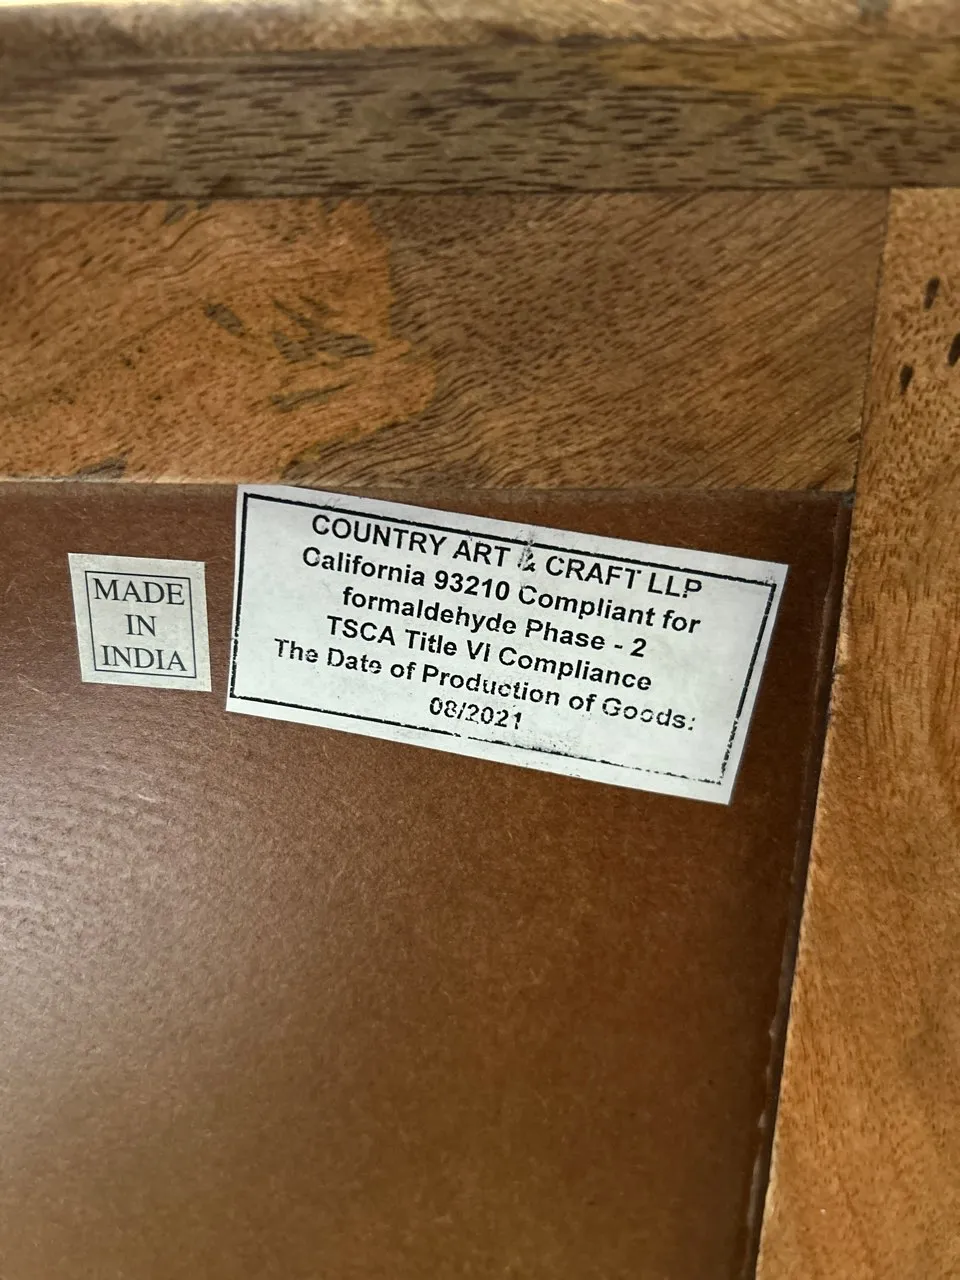 MADE
IN
INDIA
COUNTRY ART & CRAFT LLP
California 93210 Compliant for
formaldehyde Phase - 2
TSCA Title VI Compliance
The Date of Production of Goods:
08/2021